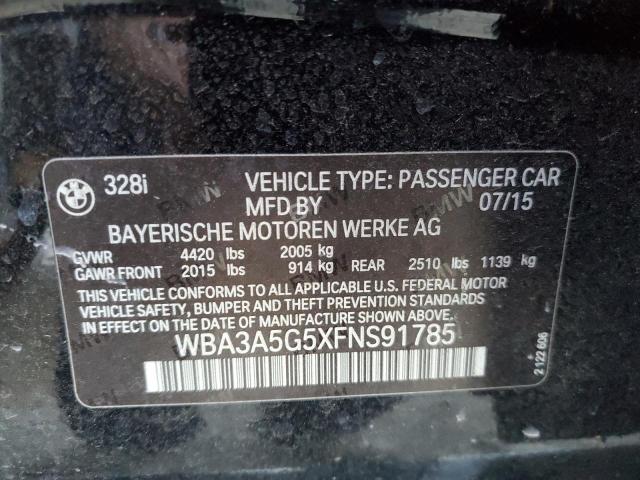 BMW 328i VEHICLE TYPE: PASSENGER CAR
MFD BY 07/15
BAYERISCHE MOTOREN WERKE AG
GVWR 4420 lbs 2005 kg
GAWR FRONT 2015 lbs 914 kg REAR 2510 lbs 1139 kg
THIS VEHICLE CONFORMS TO ALL APPLICABLE U.S. FEDERAL MOTOR
VEHICLE SAFETY, BUMPER AND THEFT PREVENTION STANDARDS
IN EFFECT ON THE DATE OF MANUFACTURE SHOWN ABOVE.
WBA3A5G5XFNS91785
2 122 606